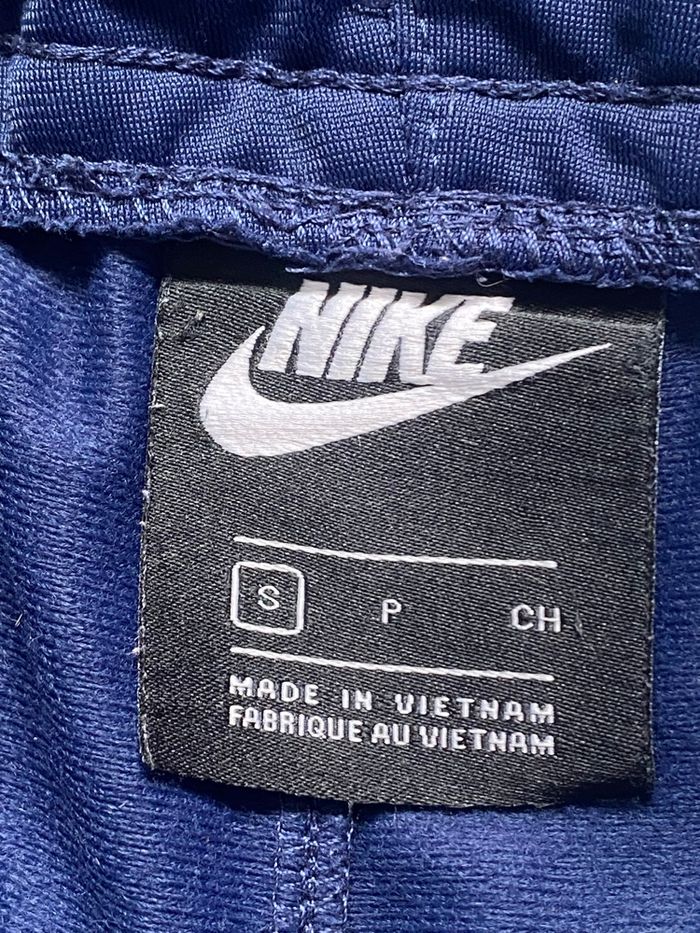 NIKE
S P CH
MADE IN VIETNAM
FABRIQUE AU VIETNAM